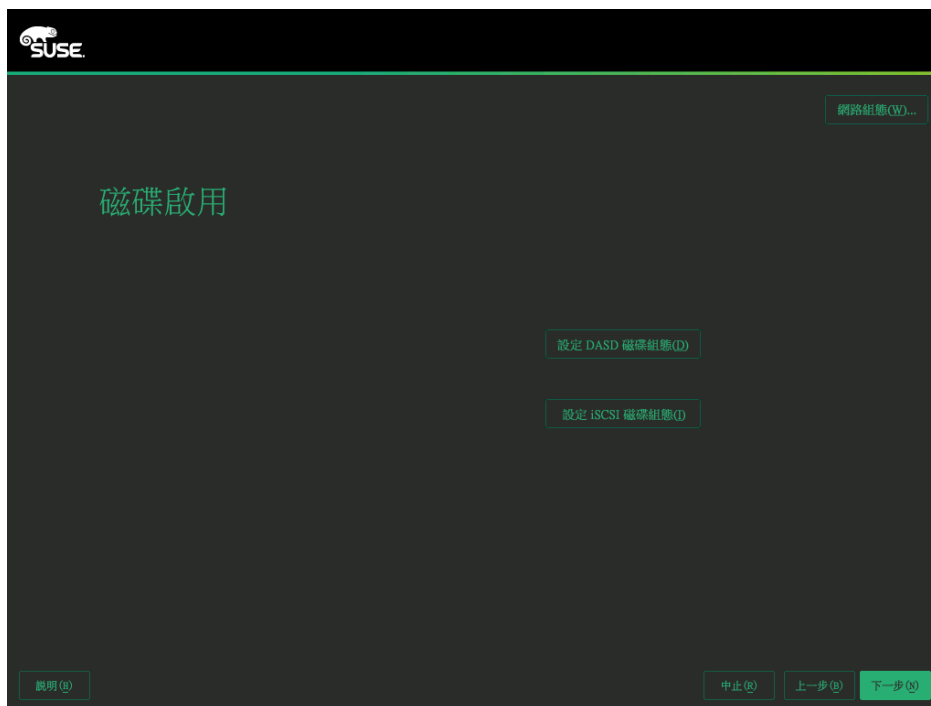 SUSE.
網路組態(W)...
磁碟啟用
設定 DASD 磁碟組態(D)
設定 iSCSI 磁碟組態(I)
說明(H)
中止(R)
上一步(B)
下一步(N)